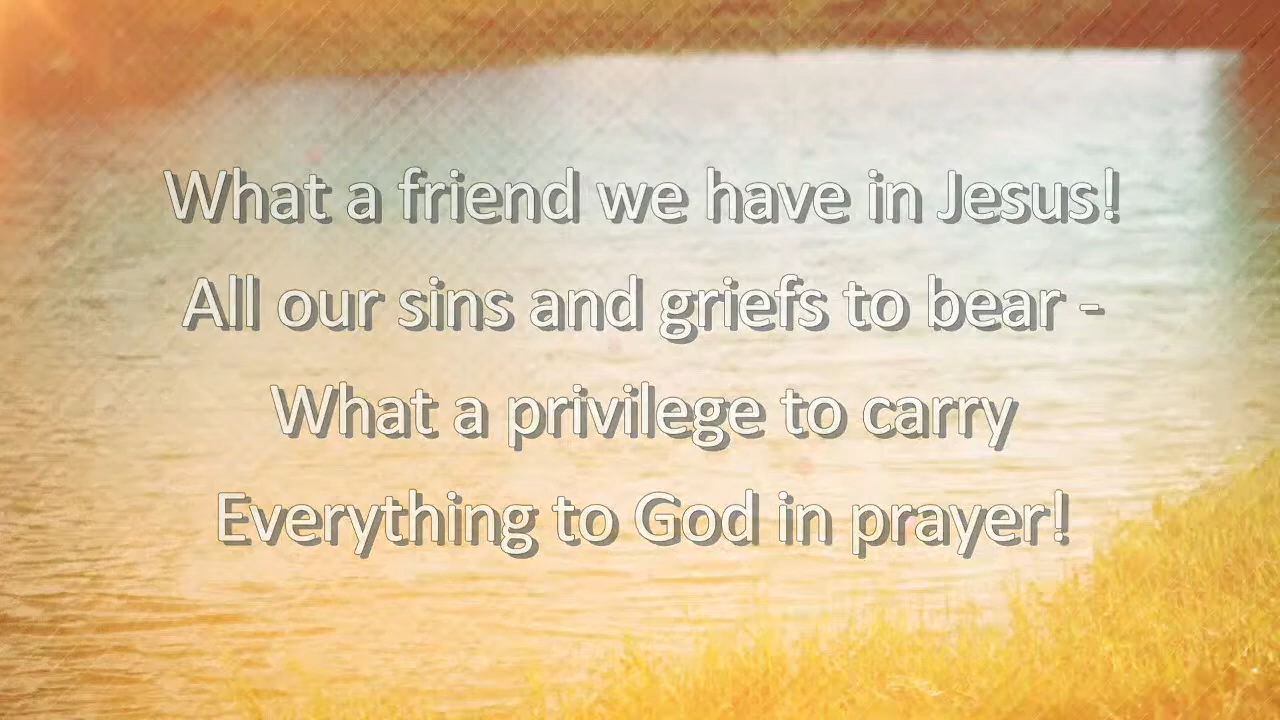 What a friend we have in Jesus!
All our sins and griefs to bear -
What a privilege to carry
Everything to God in prayer!